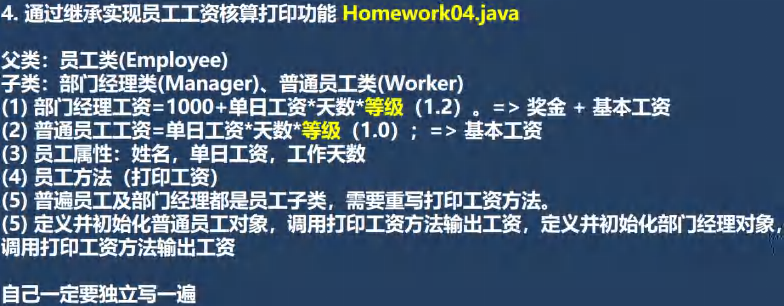 4. 通过继承实现员工工资核算打印功能 Homework04.java
父类：员工类(Employee)
子类：部门经理类(Manager)、普通员工类(Worker)
(1) 部门经理工资=1000+单日工资*天数*等级（1.2）。=> 奖金 + 基本工资
(2) 普通员工工资=单日工资*天数*等级（1.0）；=> 基本工资
(3) 员工属性：姓名，单日工资，工作天数
(4) 员工方法（打印工资）
(5) 普遍员工及部门经理都是员工子类，需要重写打印工资方法。
(5) 定义并初始化普通员工对象，调用打印工资方法输出工资，定义并初始化部门经理对象，
调用打印工资方法输出工资
自己一定要独立写一遍